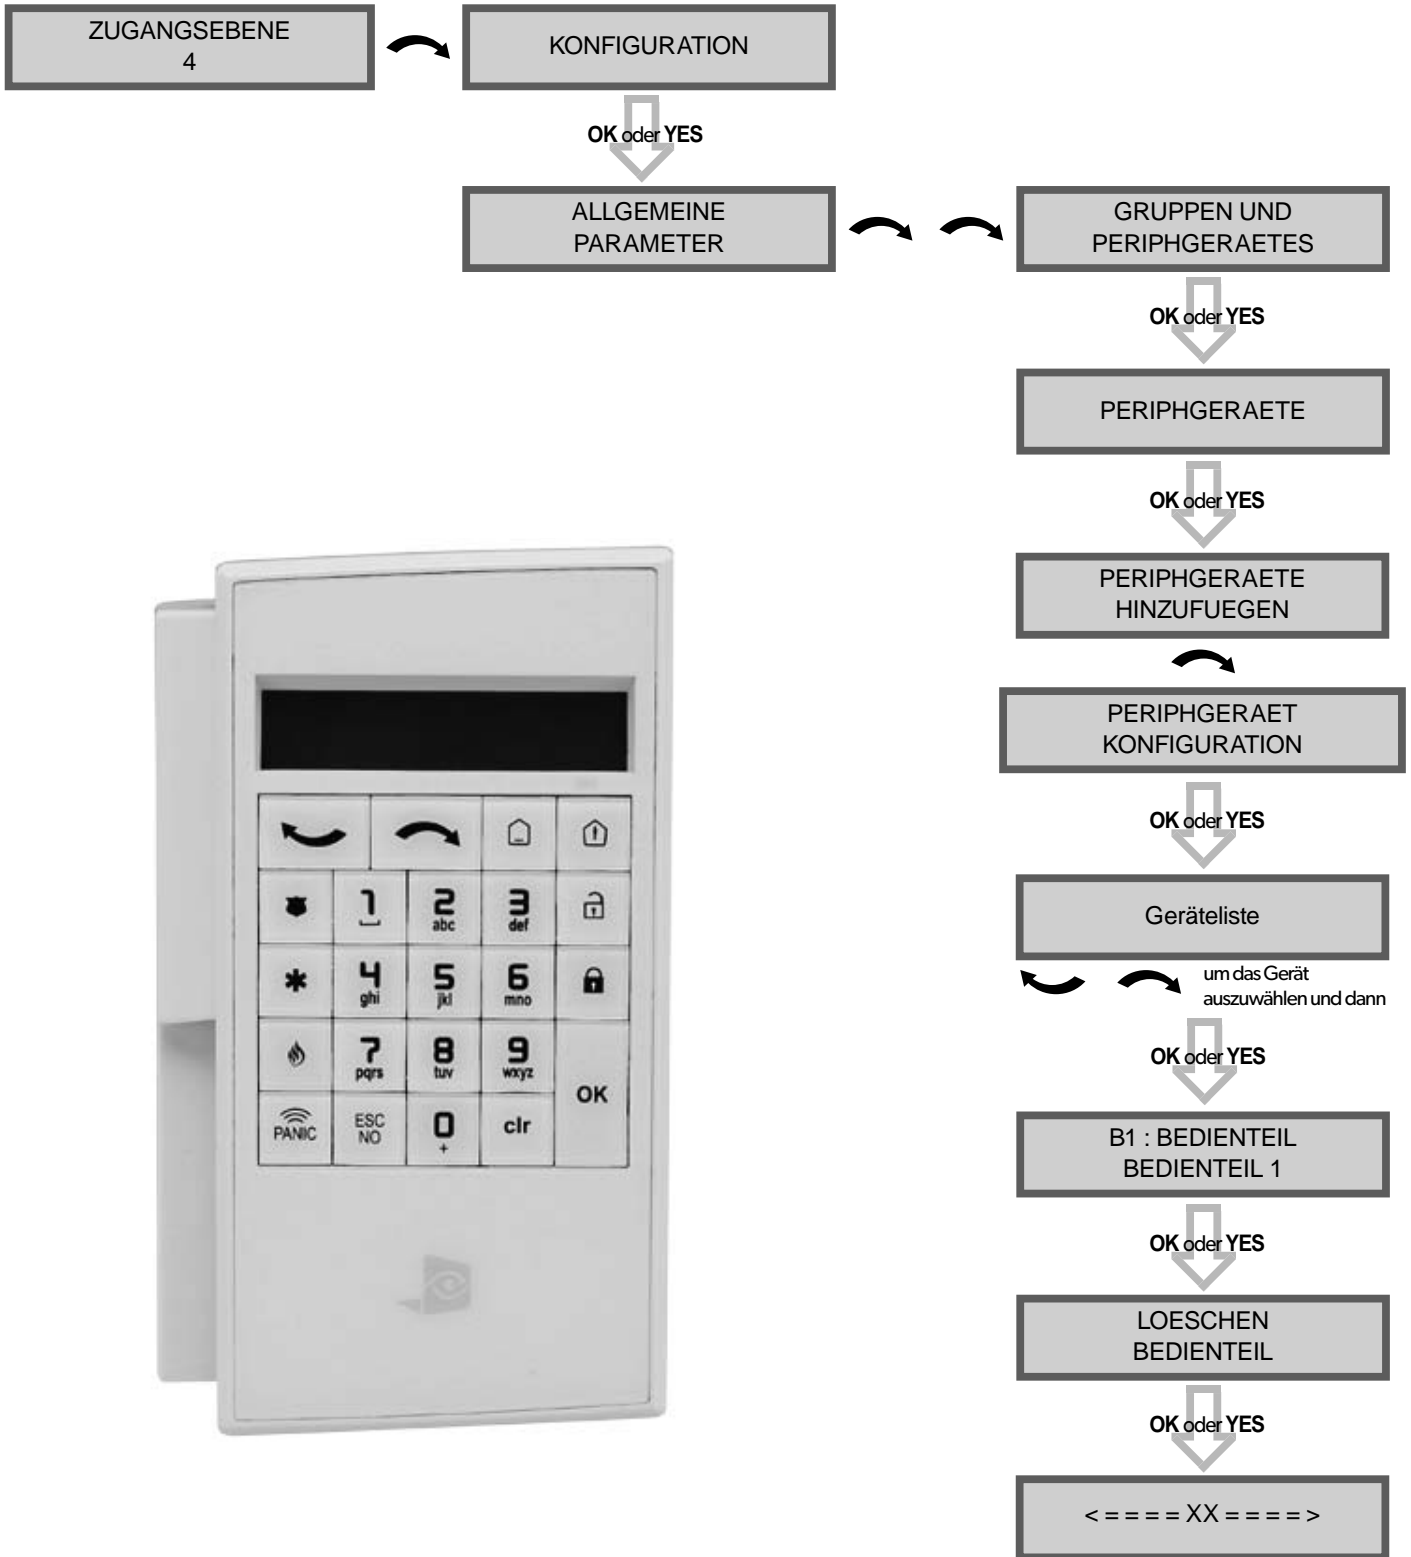 ZUGANGSEBENE
4
KONFIGURATION
OK oder YES
ALLGEMEINE
PARAMETER
GRUPPEN UND
PERIPHGERAETES
OK oder YES
PERIPHGERAETE
OK oder YES
PERIPHGERAETE
HINZUFUEGEN
PERIPHGERAET
KONFIGURATION
OK oder YES
Geräteliste
um das Gerät
auszuwählen und dann
OK oder YES
B1 : BEDIENTEIL
BEDIENTEIL 1
OK oder YES
LOESCHEN
BEDIENTEIL
OK oder YES
< = = = = XX = = = = >
1 2 3
abc def
4 5 6
ghi jkl mno
7 8 9
pqrs tuv wxyz
OK
PANIC ESC 0 clr
NO +